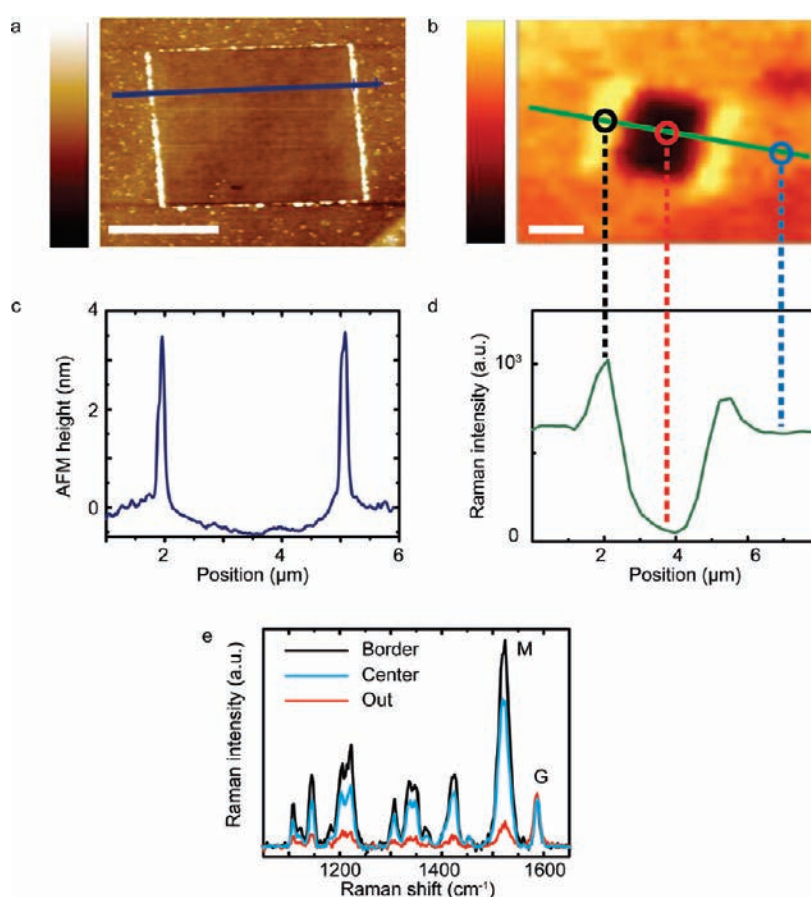 a
b
c
d
4
2
0
AFM height (nm)
2
4
6
Position (µm)
10³
0
Raman intensity (a.u.)
0
2
4
6
Position (µm)
e
Border
Center
Out
M
G
Raman intensity (a.u.)
1200
1400
1600
Raman shift (cm⁻¹)